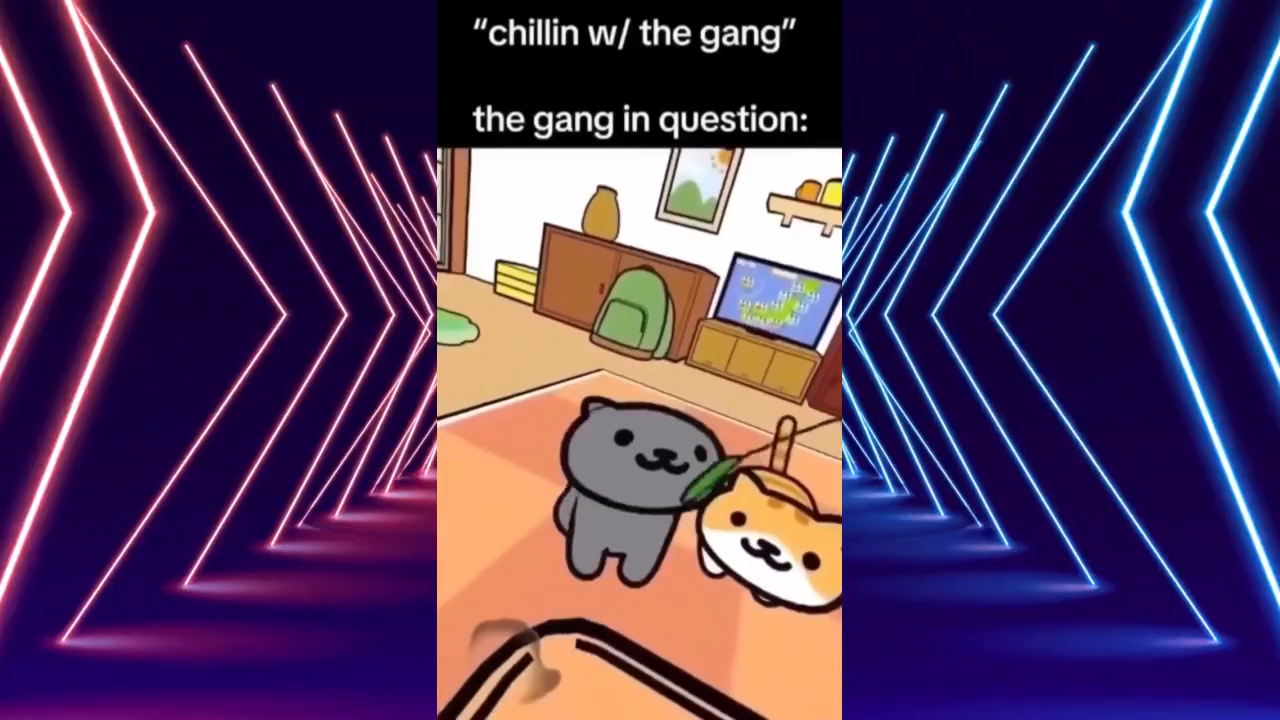 “chillin w/ the gang”
the gang in question: